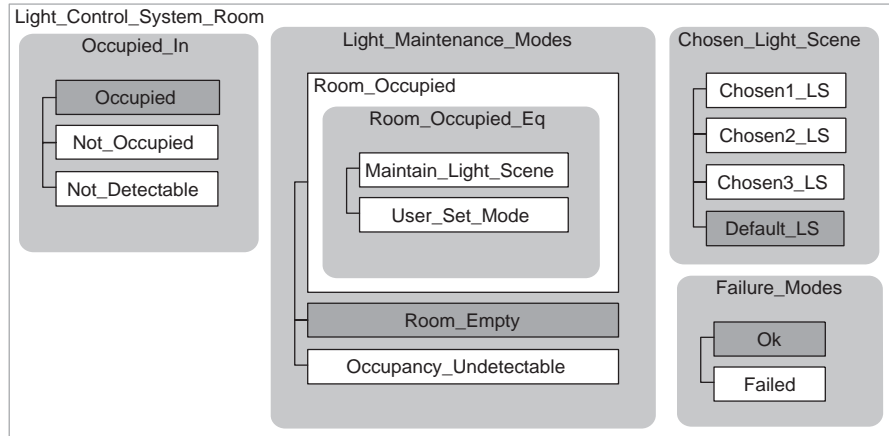 Light_Control_System_Room
Occupied_In
Occupied
Not_Occupied
Not_Detectable
Light_Maintenance_Modes
Room_Occupied
Room_Occupied_Eq
Maintain_Light_Scene
User_Set_Mode
Room_Empty
Occupancy_Undetectable
Chosen_Light_Scene
Chosen1_LS
Chosen2_LS
Chosen3_LS
Default_LS
Failure_Modes
Ok
Failed